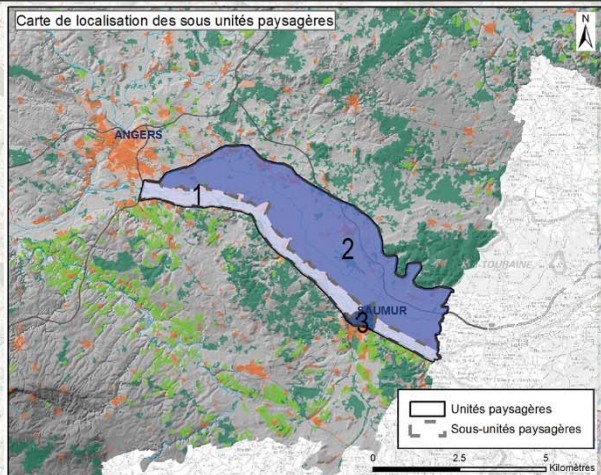 Carte de localisation des sous unités paysagères
N
ANGERS
1
2
SAUMUR
3
Unités paysagères
Sous-unités paysagères
0 2.5 5
Kilomètres